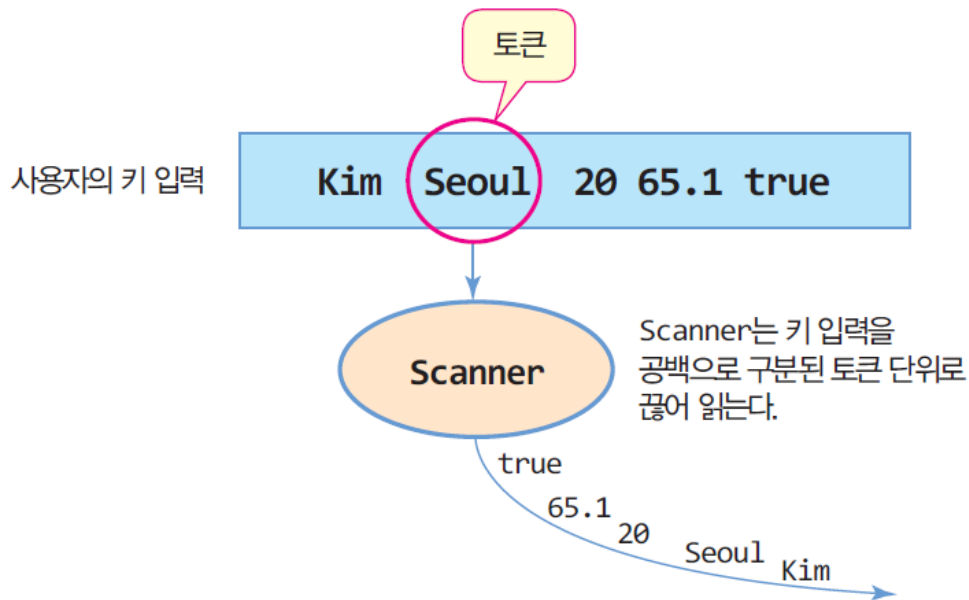 토큰
사용자의 키 입력
Kim Seoul 20 65.1 true
Scanner
Scanner는 키 입력을
공백으로 구분된 토큰 단위로
끊어 읽는다.
true
65.1
20
Seoul
Kim